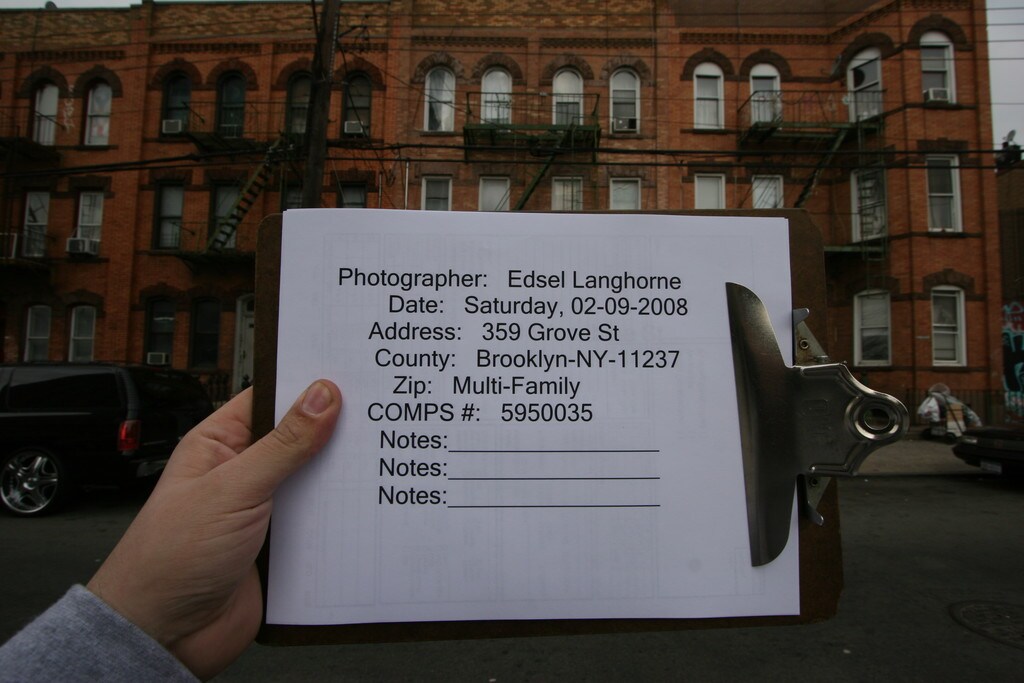 Photographer: Edsel Langhorne
Date: Saturday, 02-09-2008
Address: 359 Grove St
County: Brooklyn-NY-11237
Zip: Multi-Family
COMPS #: 5950035
Notes:
Notes:
Notes: